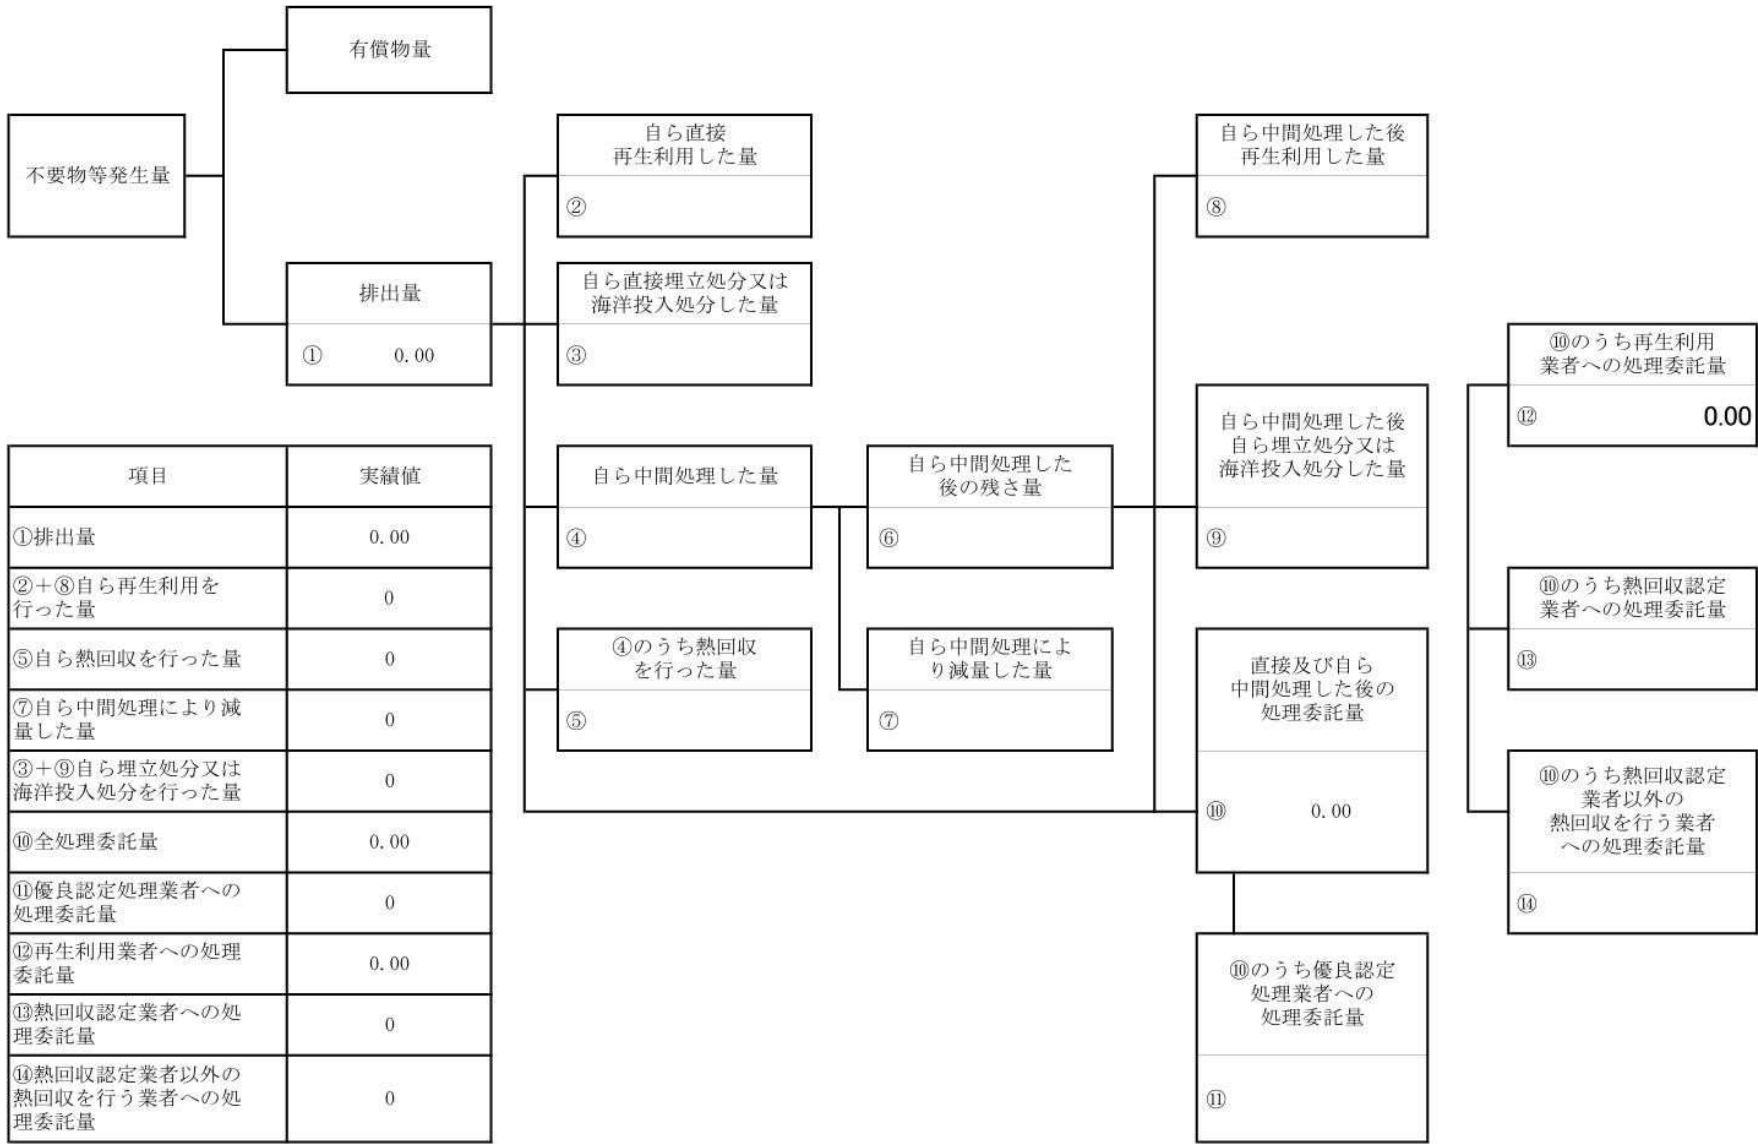 有償物量
不要物等発生量
排出量
① 0.00
自ら直接
再生利用した量
②
自ら直接埋立処分又は
海洋投入処分した量
③
自ら中間処理した量
④
④のうち熱回収
を行った量
⑤
自ら中間処理した
後の残さ量
⑥
自ら中間処理によ
り減量した量
⑦
自ら中間処理した後
再生利用した量
⑧
自ら中間処理した後
自ら埋立処分又は
海洋投入処分した量
⑨
直接及び自ら
中間処理した後の
処理委託量
⑩ 0.00
⑩のうち優良認定
処理業者への
処理委託量
⑪
⑩のうち再生利用
業者への処理委託量
⑫ 0.00
⑩のうち熱回収認定
業者への処理委託量
⑬
⑩のうち熱回収認定
業者以外の
熱回収を行う業者
への処理委託量
⑭
項目 実績値
①排出量 0.00
②＋⑧自ら再生利用を
行った量 0
⑤自ら熱回収を行った量 0
⑦自ら中間処理により減
量した量 0
③＋⑨自ら埋立処分又は
海洋投入処分を行った量 0
⑩全処理委託量 0.00
⑪優良認定処理業者への
処理委託量 0
⑫再生利用業者への処理
委託量 0.00
⑬熱回収認定業者への処
理委託量 0
⑭熱回収認定業者以外の
熱回収を行う業者への処
理委託量 0